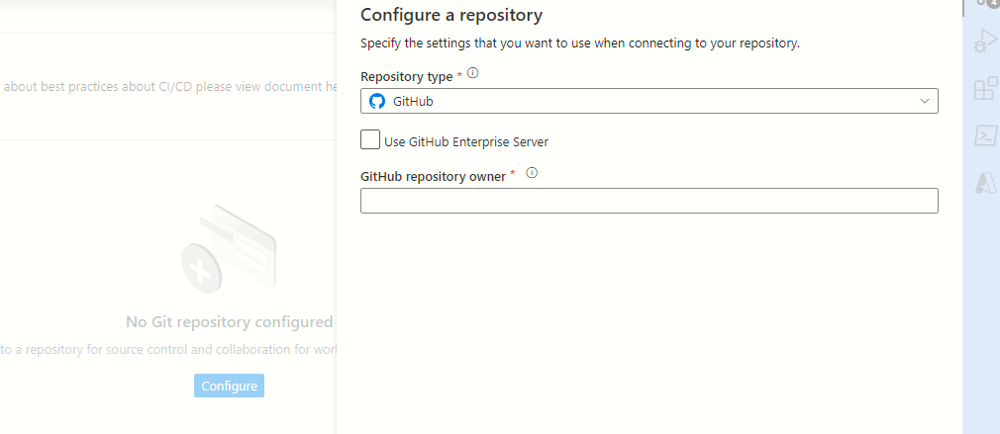 Configure a repository
Specify the settings that you want to use when connecting to your repository.
Repository type *
GitHub
Use GitHub Enterprise Server
GitHub repository owner *
about best practices about CI/CD please view document he
No Git repository configured
to a repository for source control and collaboration for wor
Configure
4